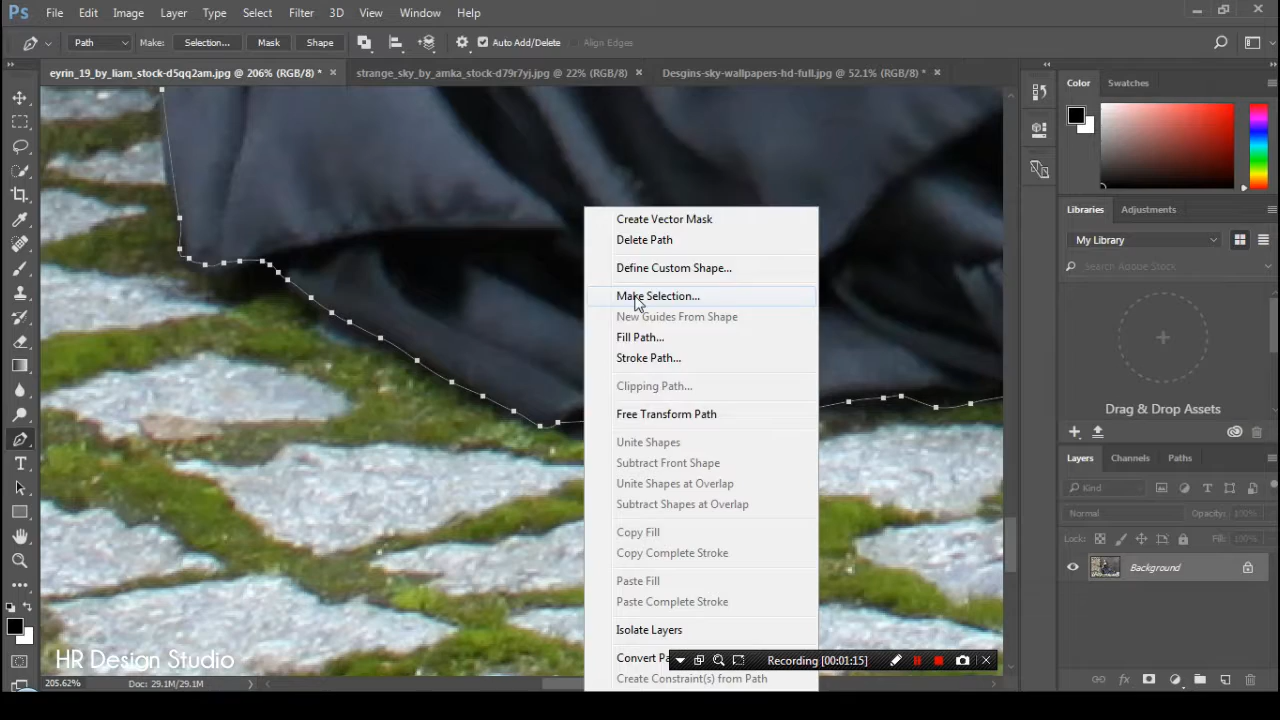 Ps File Edit Image Layer Type Select Filter 3D View Window Help
Path Make: Selection... Mask Shape Auto Add/Delete Align Edges
eyrin_19_by_liam_stock-d5qq2am.jpg @ 206% (RGB/8) * × strange_sky_by_amka_stock-d79r7yj.jpg @ 22% (RGB/8) × Desgins-sky-wallpapers-hd-full.jpg @ 52.1% (RGB/8) * ×
Color Swatches
Libraries Adjustments
My Library
Search Adobe Stock
Drag & Drop Assets
Layers Channels Paths
Kind
Normal Opacity: 100%
Lock: Fill: 100%
Background
Create Vector Mask
Delete Path
Define Custom Shape...
Make Selection...
New Guides From Shape
Fill Path...
Stroke Path...
Clipping Path...
Free Transform Path
Unite Shapes
Subtract Front Shape
Unite Shapes at Overlap
Subtract Shapes at Overlap
Copy Fill
Copy Complete Stroke
Paste Fill
Paste Complete Stroke
Isolate Layers
Convert Pa
Create Constraint(s) from Path
Recording [00:01:15]
HR Design Studio
205.62% Doc: 29.1M/29.1M
fx